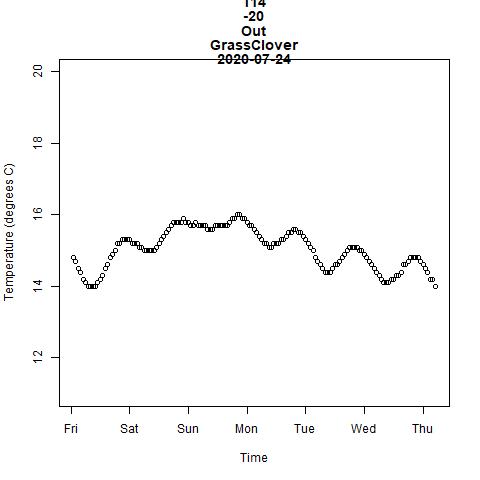 114
-20
Out
GrassClover
2020-07-24
Temperature (degrees C)
20
18
16
14
12
Fri
Sat
Sun
Mon
Tue
Wed
Thu
Time